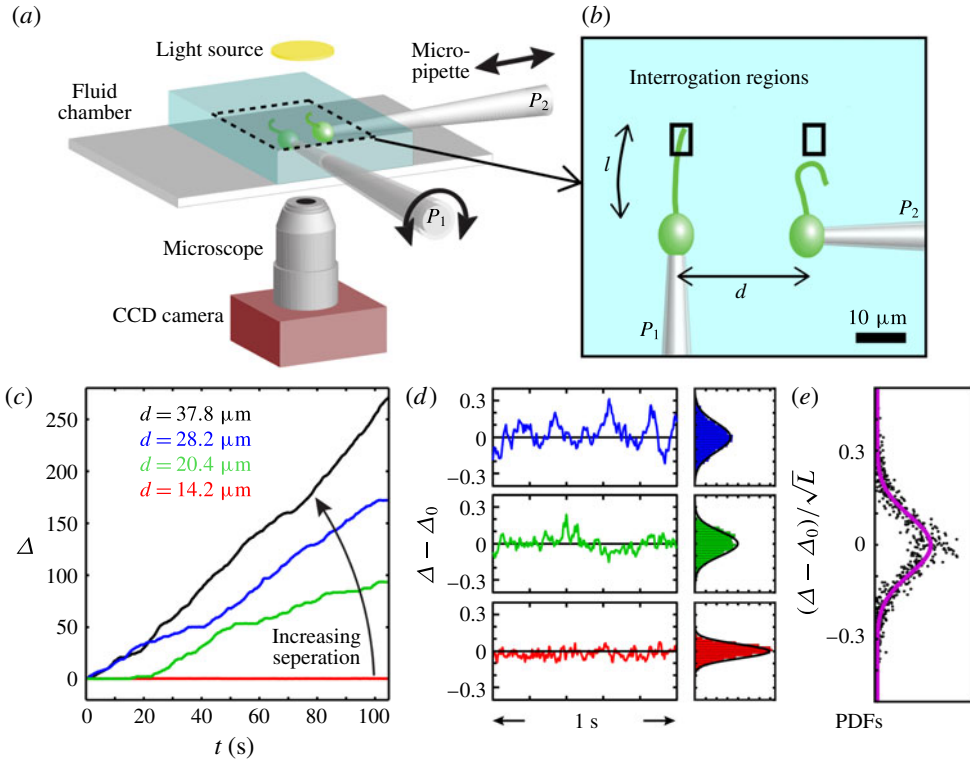 (a)
Light source
Micro-
pipette
Fluid
chamber
P2
P1
Microscope
CCD camera
(b)
Interrogation regions
l
P2
d
P1
10 μm
(c)
250
200
150
100
50
0
Δ
d = 37.8 μm
d = 28.2 μm
d = 20.4 μm
d = 14.2 μm
Increasing
seperation
0 20 40 60 80 100
t (s)
(d)
0.3
0
−0.3
0.3
0
−0.3
0.3
0
−0.3
Δ − Δ0
1 s
(e)
0.3
0
−0.3
(Δ − Δ0)/√L
PDFs